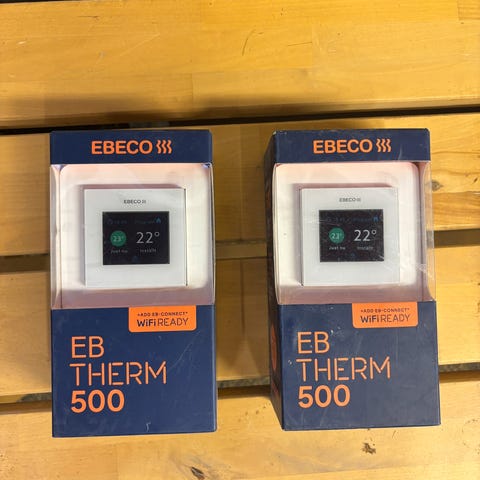 EBECO
EBECO
23°
22°
+ADD EB-CONNECT*
WiFi READY
EB
THERM
500
EBECO
EBECO
23°
22°
+ADD EB-CONNECT*
WiFi READY
EB
THERM
500